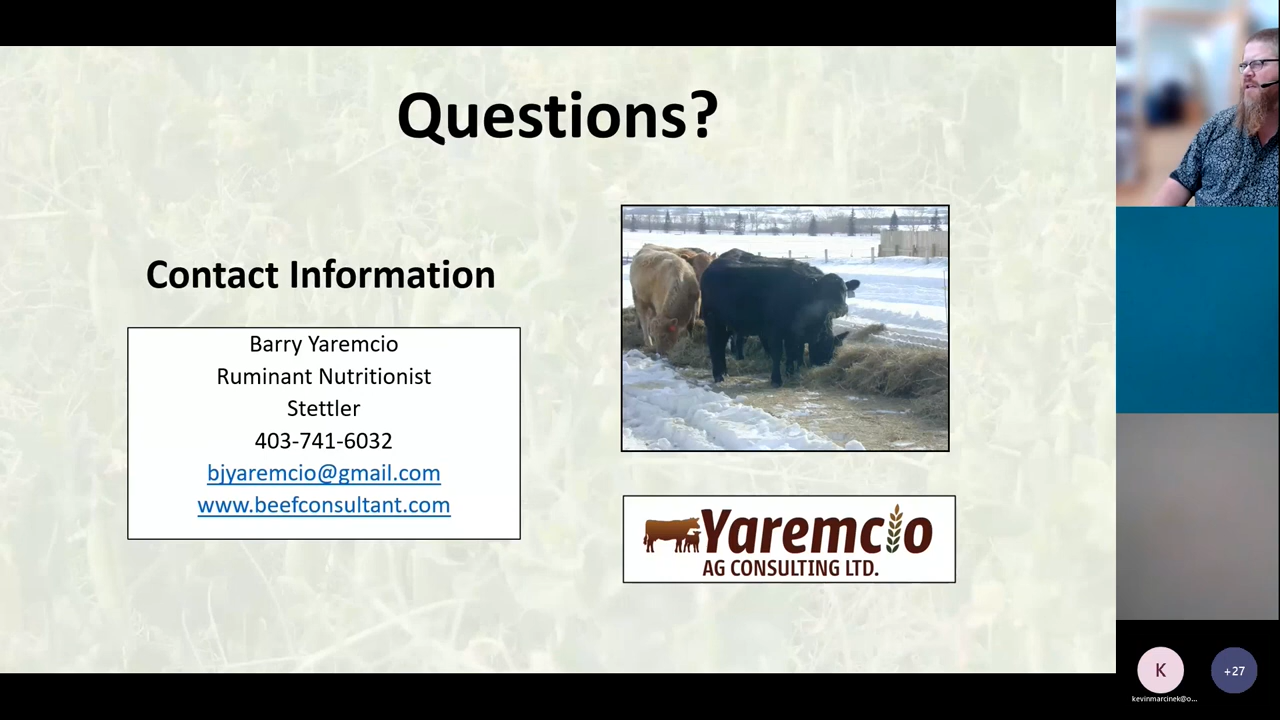 Questions?
Contact Information
Barry Yaremcio
Ruminant Nutritionist
Stettler
403-741-6032
bjyaremcio@gmail.com
www.beefconsultant.com
Yaremcio
AG CONSULTING LTD.
K
+27
kevinmarcinek@o...